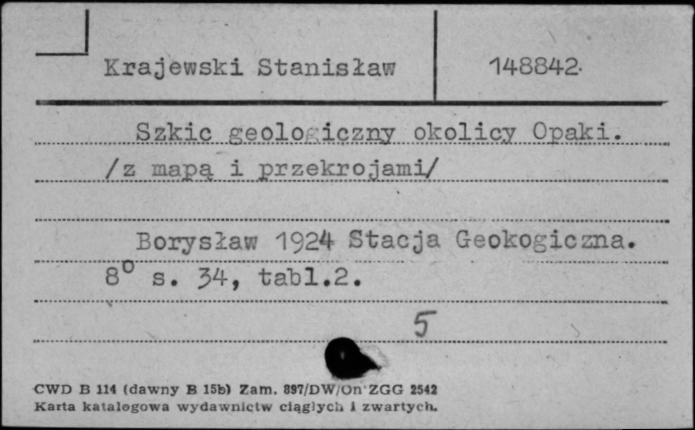 Krajewski Stanisław 148842.
Szkic geologiczny okolicy Opaki.
/z mapą i przekrojami/
Borysław 1924 Stacja Geokogiczna.
8° s. 34, tabl.2.
5
CWD B 114 (dawny B 15b) Zam. 897/DW/On ZGG 2542
Karta katalogowa wydawnictw ciągłych i zwartych.